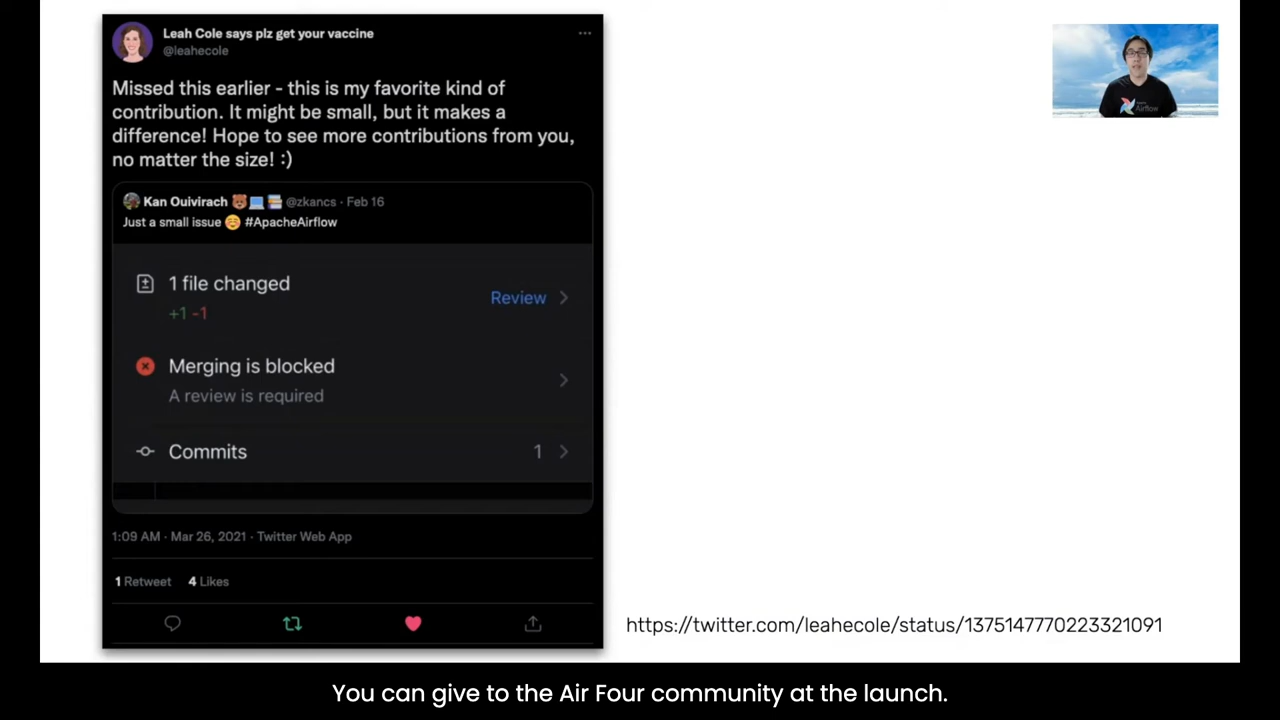 Leah Cole says plz get your vaccine
@leahecole
Missed this earlier - this is my favorite kind of
contribution. It might be small, but it makes a
difference! Hope to see more contributions from you,
no matter the size! :)
Kan Ouivirach 🐻💻📚 @zkancs · Feb 16
Just a small issue ☺️ #ApacheAirflow
1 file changed
+1 -1
Review
Merging is blocked
A review is required
Commits
1
1:09 AM · Mar 26, 2021 · Twitter Web App
1 Retweet 4 Likes
Airflow
https://twitter.com/leahecole/status/1375147770223321091
You can give to the Air Four community at the launch.